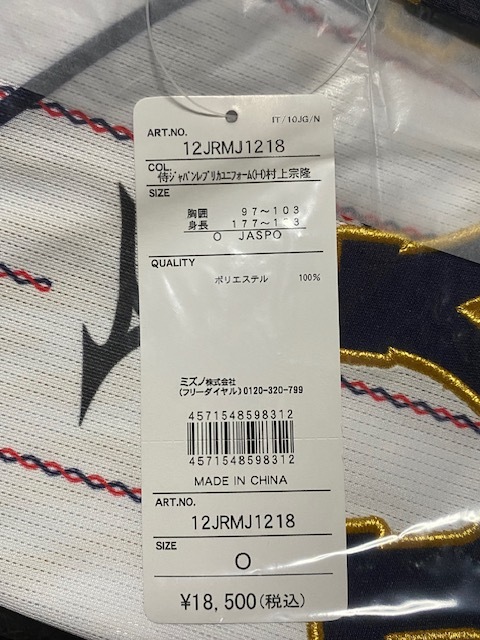 IT/10JG/N
ART.NO.
12JRMJ1218
COL.
侍ジャパンレプリカユニフォーム(H)村上宗隆
SIZE
胸囲 97～103
身長 177～183
O JASPO
QUALITY
ポリエステル 100%
ミズノ株式会社
(フリーダイヤル)0120-320-799
4571548598312
4571548598312
MADE IN CHINA
ART.NO.
12JRMJ1218
SIZE
O
¥18,500(税込)